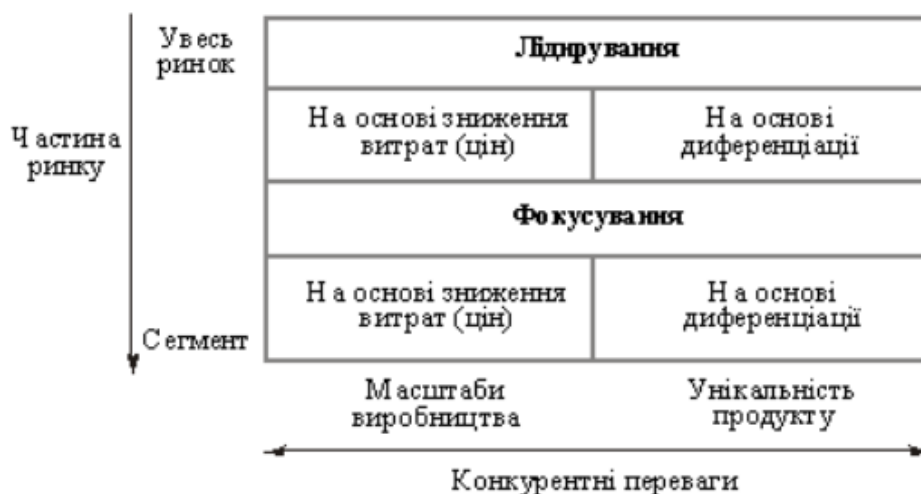 Увесь
ринок
Лідирування
На основі зниження
витрат (цін)
На основі
диференціації
Частина
ринку
Фокусування
На основі зниження
витрат (цін)
На основі
диференціації
Сегмент
Масштаби
виробництва
Унікальність
продукту
Конкурентні переваги